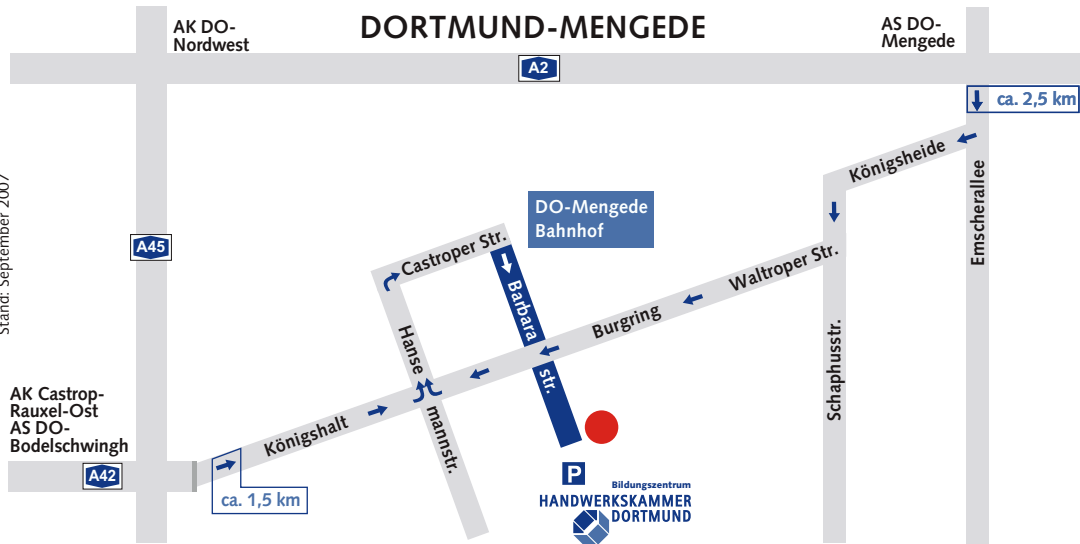 DORTMUND-MENGEDE
AK DO-
Nordwest
AS DO-
Mengede
A2
ca. 2,5 km
Königsheide
Emscherallee
Stand: September 2007
A45
DO-Mengede
Bahnhof
Castroper Str.
Waltroper Str.
Barbara
str.
Burgring
Hanse
mannstr.
Schaphusstr.
AK Castrop-
Rauxel-Ost
AS DO-
Bodelschwingh
A42
Königshalt
ca. 1,5 km
P
Bildungszentrum
HANDWERKSKAMMER
DORTMUND